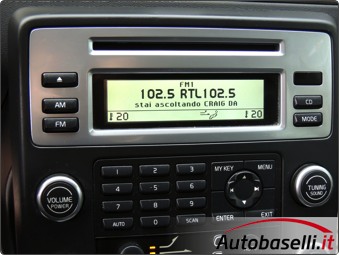 FM1
102.5 RTL102.5
stai ascoltando CRAIG DA
20
20
AM
FM
CD
MODE
MY KEY
MENU
1 2 3
4 5 6
7 8 9
AUTO 0 SCAN
ENTER
EXIT
VOLUME
POWER
TUNING
SOUND
Autobaselli.it